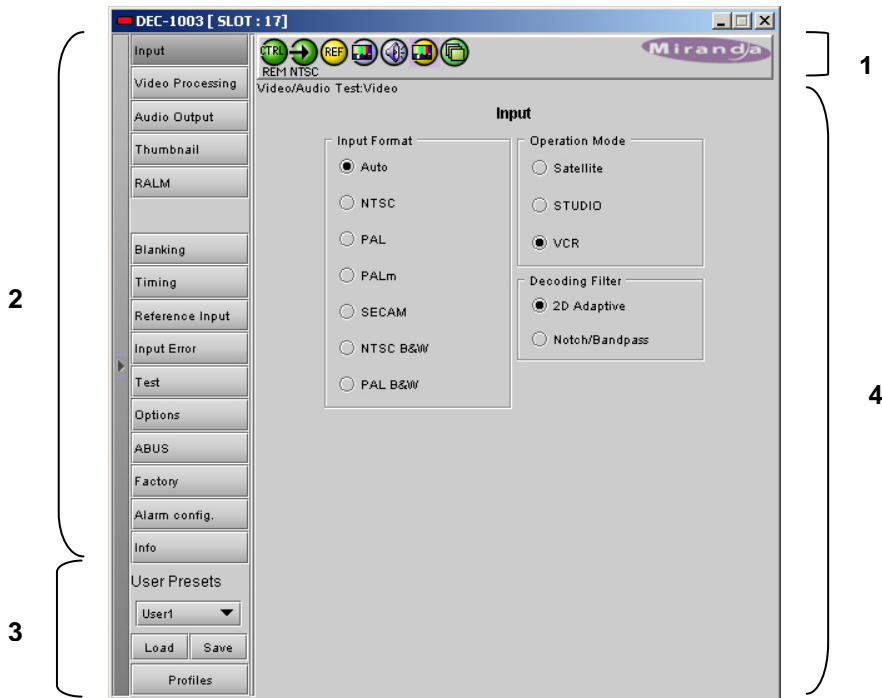 DEC-1003 [ SLOT : 17]
Input
Video Processing
Audio Output
Thumbnail
RALM
Blanking
Timing
Reference Input
Input Error
Test
Options
ABUS
Factory
Alarm config.
Info
User Presets
User1
Load Save
Profiles
CTRL REF
REM NTSC
Miranda
Video/Audio Test:Video
Input
Input Format
Auto
NTSC
PAL
PALm
SECAM
NTSC B&W
PAL B&W
Operation Mode
Satellite
STUDIO
VCR
Decoding Filter
2D Adaptive
Notch/Bandpass
1
2
3
4